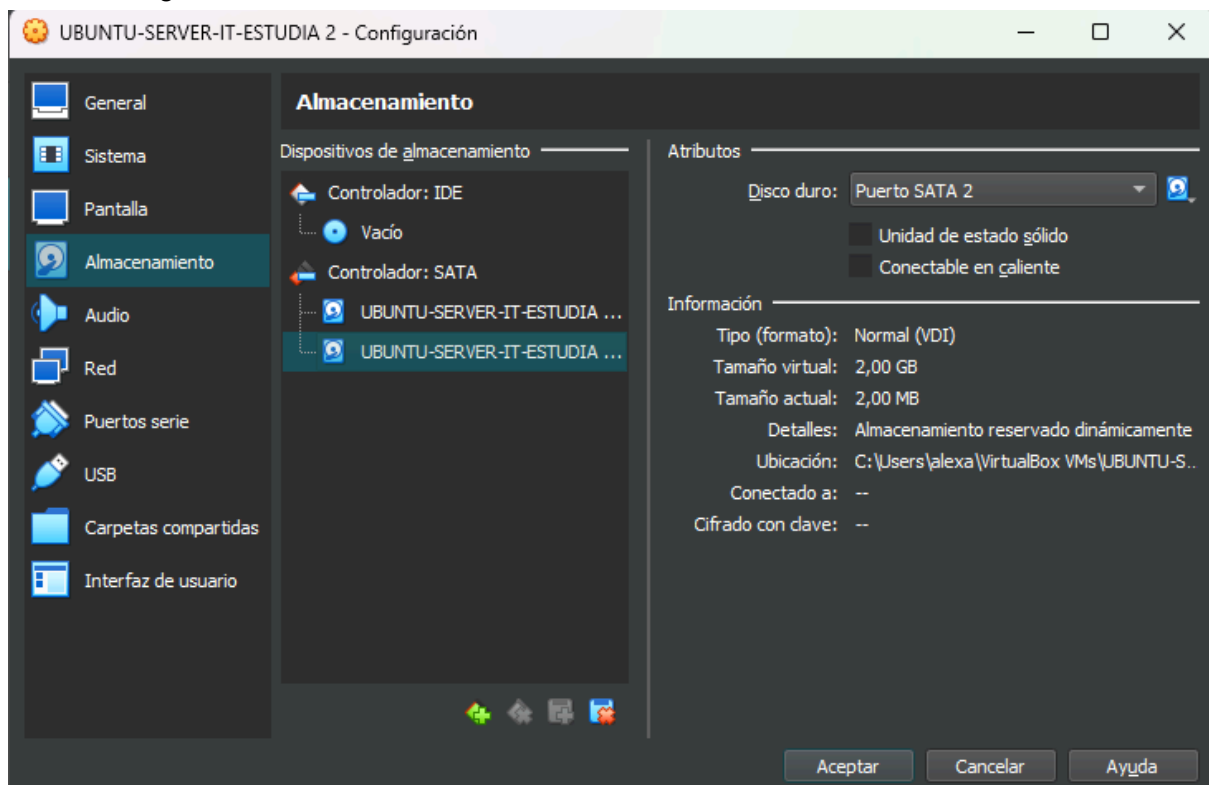 UBUNTU-SERVER-IT-ESTUDIA 2 - Configuración
General
Sistema
Pantalla
Almacenamiento
Audio
Red
Puertos serie
USB
Carpetas compartidas
Interfaz de usuario
Almacenamiento
Dispositivos de almacenamiento
Controlador: IDE
Vacío
Controlador: SATA
UBUNTU-SERVER-IT-ESTUDIA ...
UBUNTU-SERVER-IT-ESTUDIA ...
Atributos
Disco duro: Puerto SATA 2
Unidad de estado sólido
Conectable en caliente
Información
Tipo (formato): Normal (VDI)
Tamaño virtual: 2,00 GB
Tamaño actual: 2,00 MB
Detalles: Almacenamiento reservado dinámicamente
Ubicación: C:\Users\alexa\VirtualBox VMs\UBUNTU-S..
Conectado a: --
Cifrado con clave: --
Aceptar Cancelar Ayuda